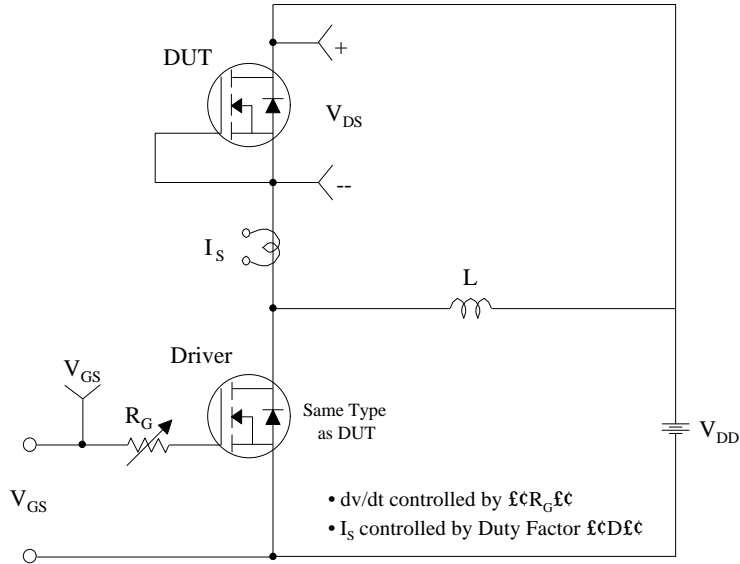 DUT
+
V_DS
--
I_S
L
Driver
V_GS
R_G
Same Type
as DUT
V_DD
V_GS
• dv/dt controlled by £¢R_G£¢
• I_S controlled by Duty Factor £¢D£¢